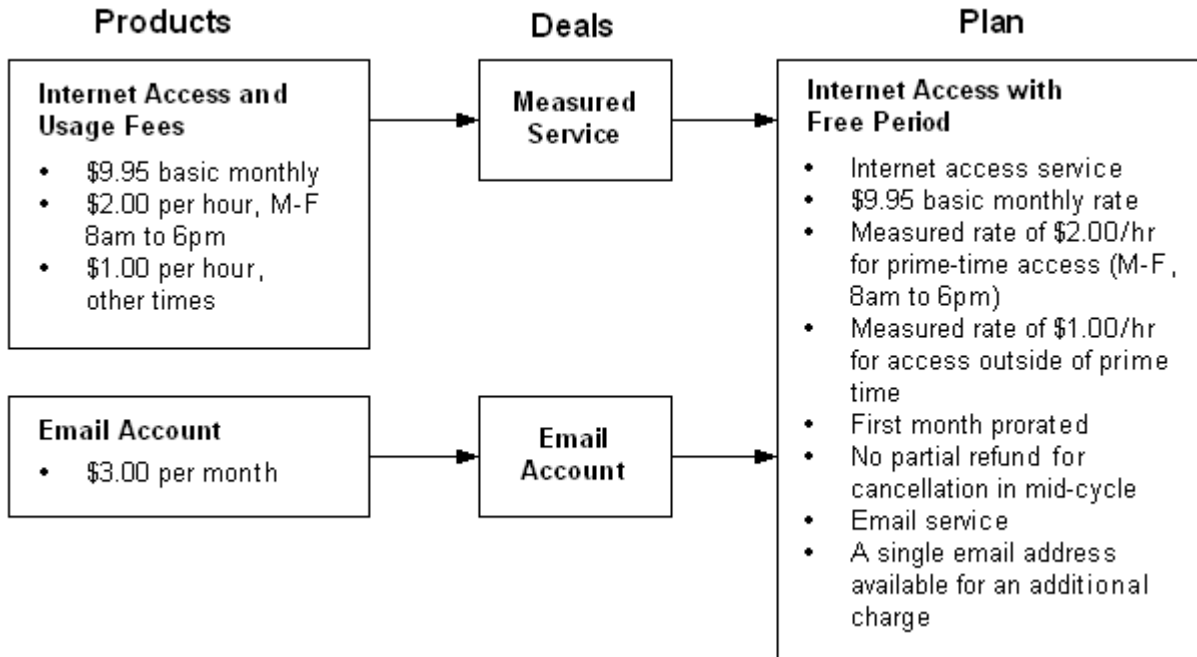 Products
Deals
Plan
Internet Access and
Usage Fees
• $9.95 basic monthly
• $2.00 per hour, M-F
8am to 6pm
• $1.00 per hour,
other times
Measured
Service
Internet Access with
Free Period
• Internet access service
• $9.95 basic monthly rate
• Measured rate of $2.00/hr
for prime-time access (M-F,
8am to 6pm)
• Measured rate of $1.00/hr
for access outside of prime
time
• First month prorated
• No partial refund for
cancellation in mid-cycle
• Email service
• A single email address
available for an additional
charge
Email Account
• $3.00 per month
Email
Account